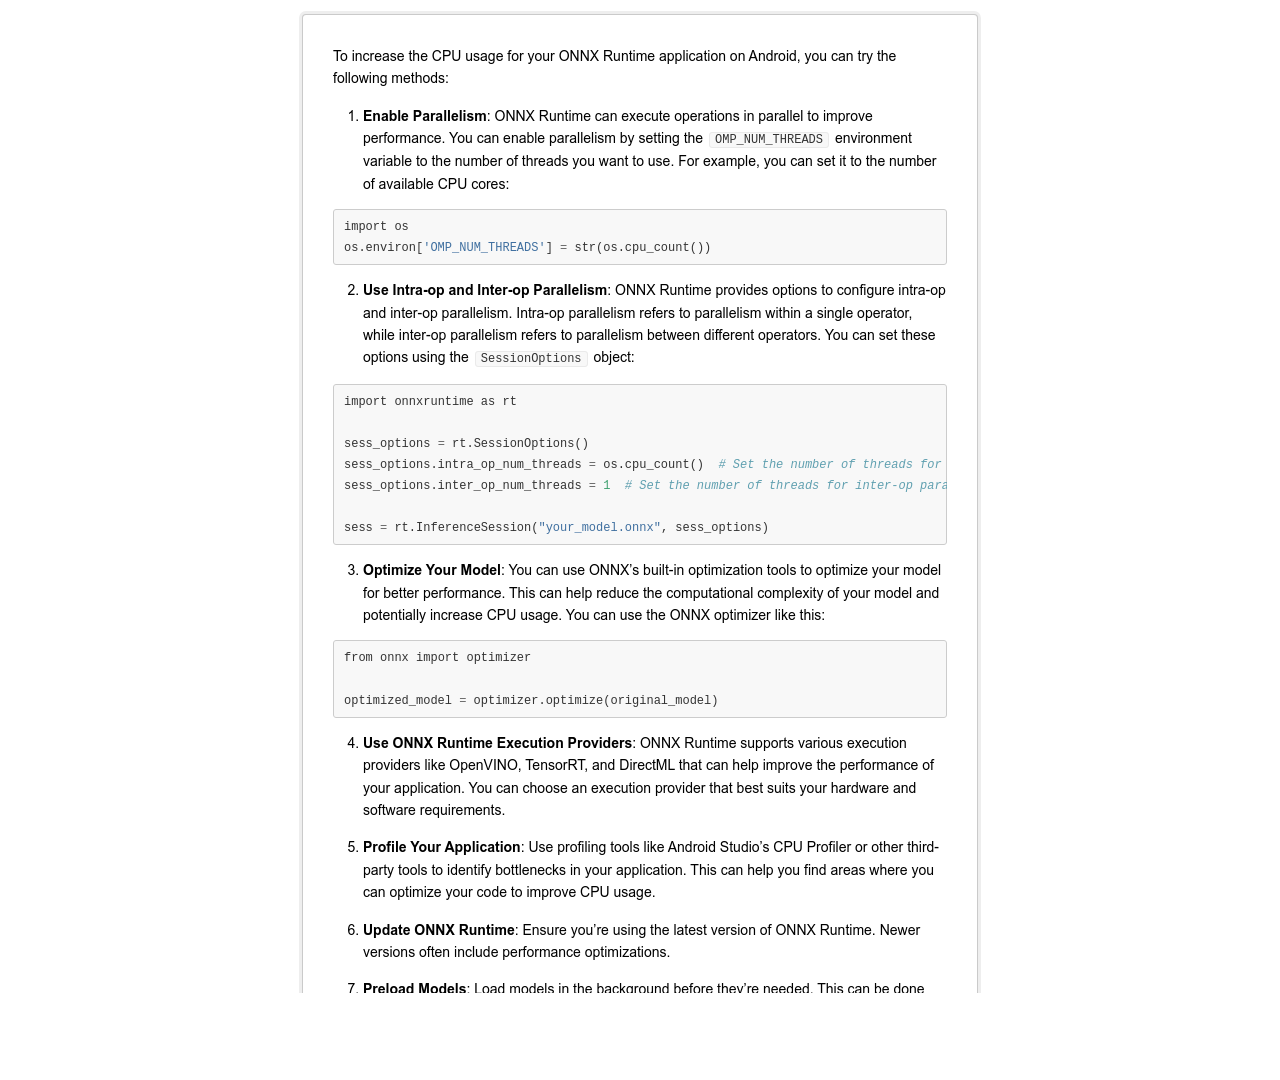 To increase the CPU usage for your ONNX Runtime application on Android, you can try the
following methods:
1. Enable Parallelism: ONNX Runtime can execute operations in parallel to improve
performance. You can enable parallelism by setting the OMP_NUM_THREADS environment
variable to the number of threads you want to use. For example, you can set it to the number
of available CPU cores:
import os
os.environ['OMP_NUM_THREADS'] = str(os.cpu_count())
2. Use Intra-op and Inter-op Parallelism: ONNX Runtime provides options to configure intra-op
and inter-op parallelism. Intra-op parallelism refers to parallelism within a single operator,
while inter-op parallelism refers to parallelism between different operators. You can set these
options using the SessionOptions object:
import onnxruntime as rt
sess_options = rt.SessionOptions()
sess_options.intra_op_num_threads = os.cpu_count()  # Set the number of threads for
sess_options.inter_op_num_threads = 1  # Set the number of threads for inter-op para
sess = rt.InferenceSession("your_model.onnx", sess_options)
3. Optimize Your Model: You can use ONNX’s built-in optimization tools to optimize your model
for better performance. This can help reduce the computational complexity of your model and
potentially increase CPU usage. You can use the ONNX optimizer like this:
from onnx import optimizer
optimized_model = optimizer.optimize(original_model)
4. Use ONNX Runtime Execution Providers: ONNX Runtime supports various execution
providers like OpenVINO, TensorRT, and DirectML that can help improve the performance of
your application. You can choose an execution provider that best suits your hardware and
software requirements.
5. Profile Your Application: Use profiling tools like Android Studio’s CPU Profiler or other third-
party tools to identify bottlenecks in your application. This can help you find areas where you
can optimize your code to improve CPU usage.
6. Update ONNX Runtime: Ensure you’re using the latest version of ONNX Runtime. Newer
versions often include performance optimizations.
7. Preload Models: Load models in the background before they’re needed. This can be done